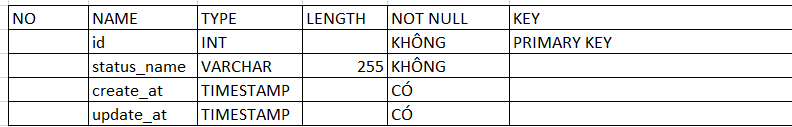 NO NAME TYPE LENGTH NOT NULL KEY
id INT KHÔNG PRIMARY KEY
status_name VARCHAR 255 KHÔNG
create_at TIMESTAMP CÓ
update_at TIMESTAMP CÓ